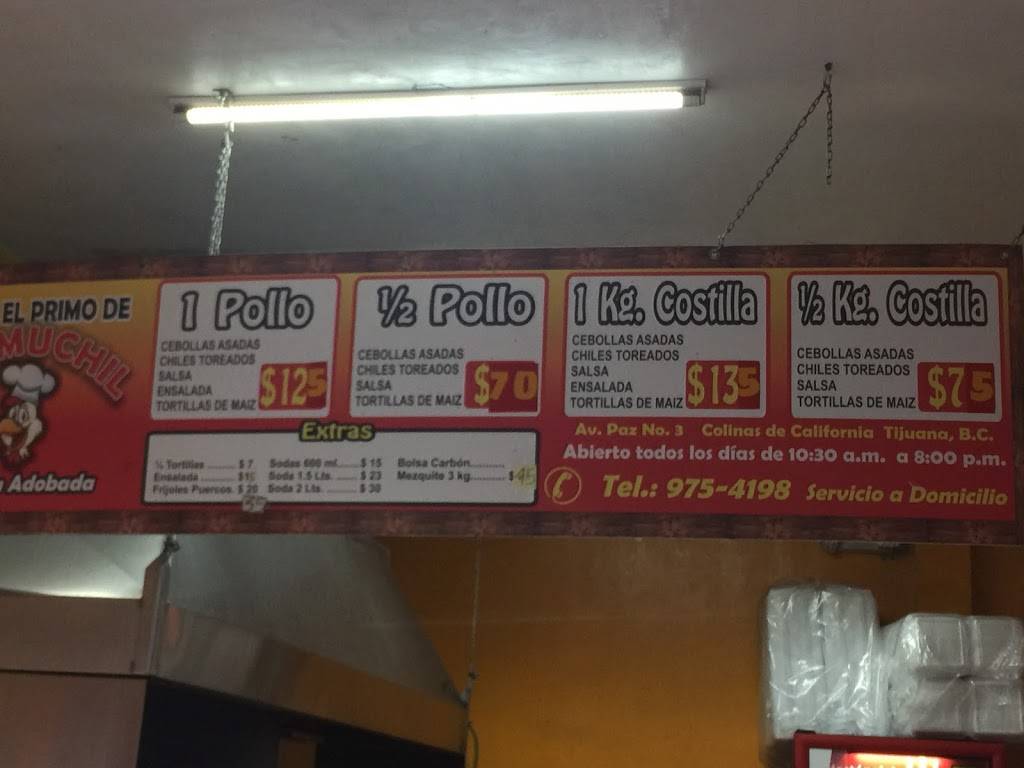 EL PRIMO DE
MUCHIL
Adobada
1 Pollo
CEBOLLAS ASADAS
CHILES TOREADOS
SALSA
ENSALADA
TORTILLAS DE MAIZ
$125
½ Pollo
CEBOLLAS ASADAS
CHILES TOREADOS
SALSA
TORTILLAS DE MAIZ
$70
1 Kg. Costilla
CEBOLLAS ASADAS
CHILES TOREADOS
SALSA
ENSALADA
TORTILLAS DE MAIZ
$135
½ Kg. Costilla
CEBOLLAS ASADAS
CHILES TOREADOS
SALSA
TORTILLAS DE MAIZ
$75
Extras
½ Tortillas ........ $ 7
Ensalada ........ $15
Frijoles Puercos. $ 20
Sodas 600 ml...... $ 15
Soda 1.5 Lts. ...... $ 23
Soda 2 Lts. ........ $ 30
Bolsa Carbón..........
Mezquite 3 kg.......... $45
Av. Paz No. 3 Colinas de California Tijuana, B.C.
Abierto todos los días de 10:30 a.m. a 8:00 p.m.
Tel.: 975-4198 Servicio a Domicilio